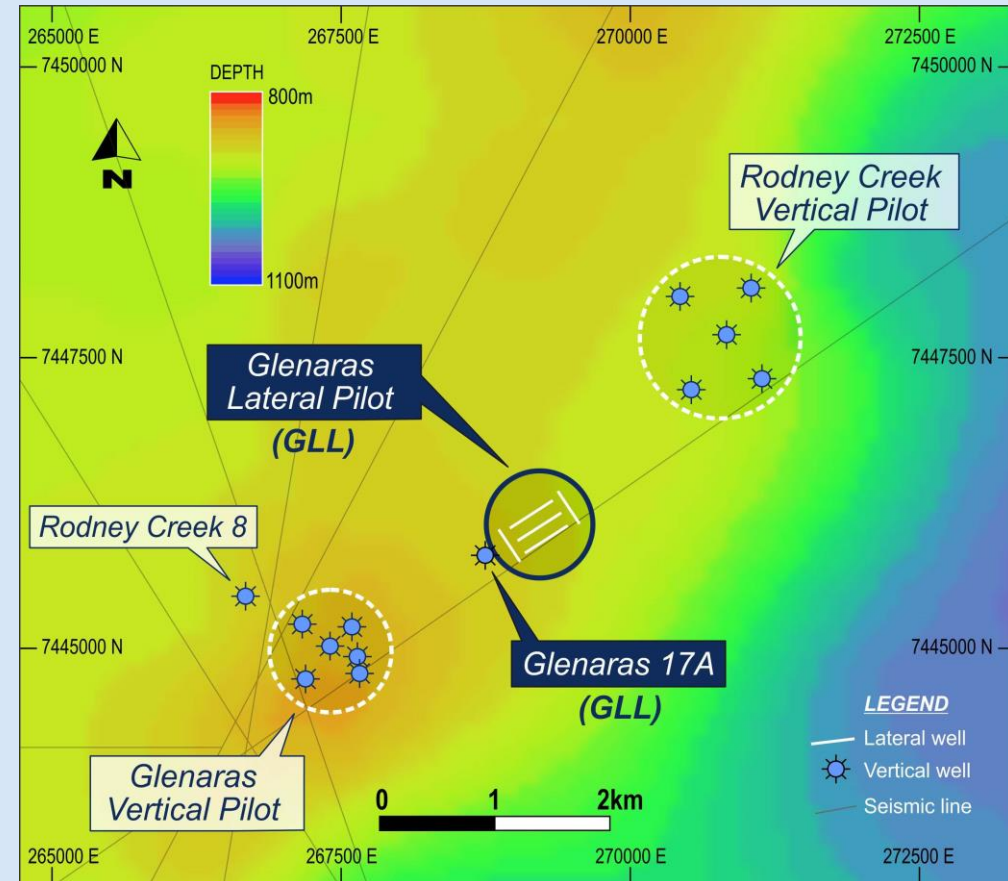 265000 E
267500 E
270000 E
272500 E
7450000 N
7450000 N
DEPTH
800m
1100m
N
Rodney Creek
Vertical Pilot
7447500 N
7447500 N
Glenaras
Lateral Pilot
(GLL)
Rodney Creek 8
7445000 N
7445000 N
Glenaras 17A
(GLL)
LEGEND
Lateral well
Vertical well
Seismic line
Glenaras
Vertical Pilot
0 1 2km
265000 E
267500 E
270000 E
272500 E